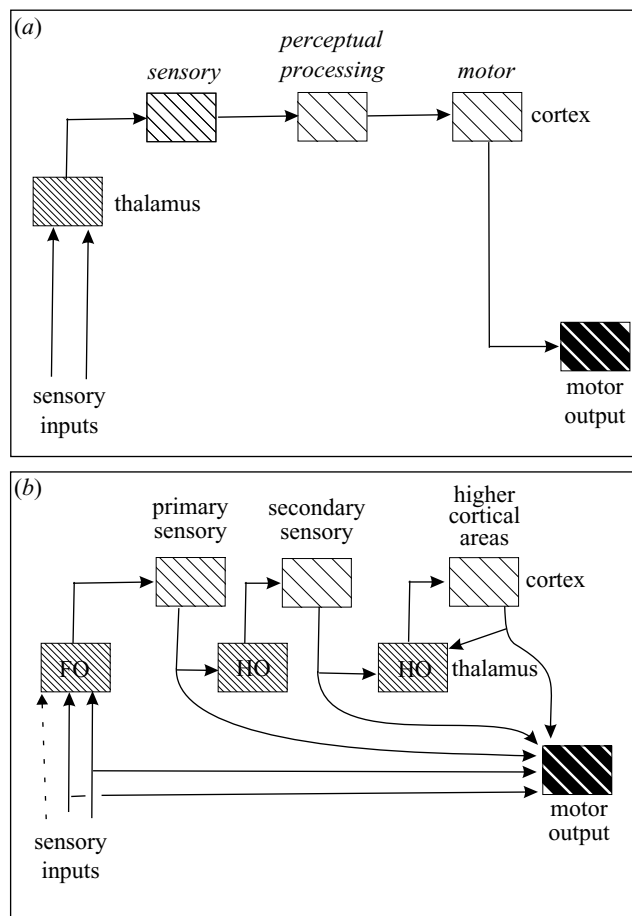 (a)
perceptual
processing
sensory
motor
cortex
thalamus
sensory
inputs
motor
output
(b)
primary
sensory
secondary
sensory
higher
cortical
areas
cortex
FO
HO
HO
thalamus
sensory
inputs
motor
output